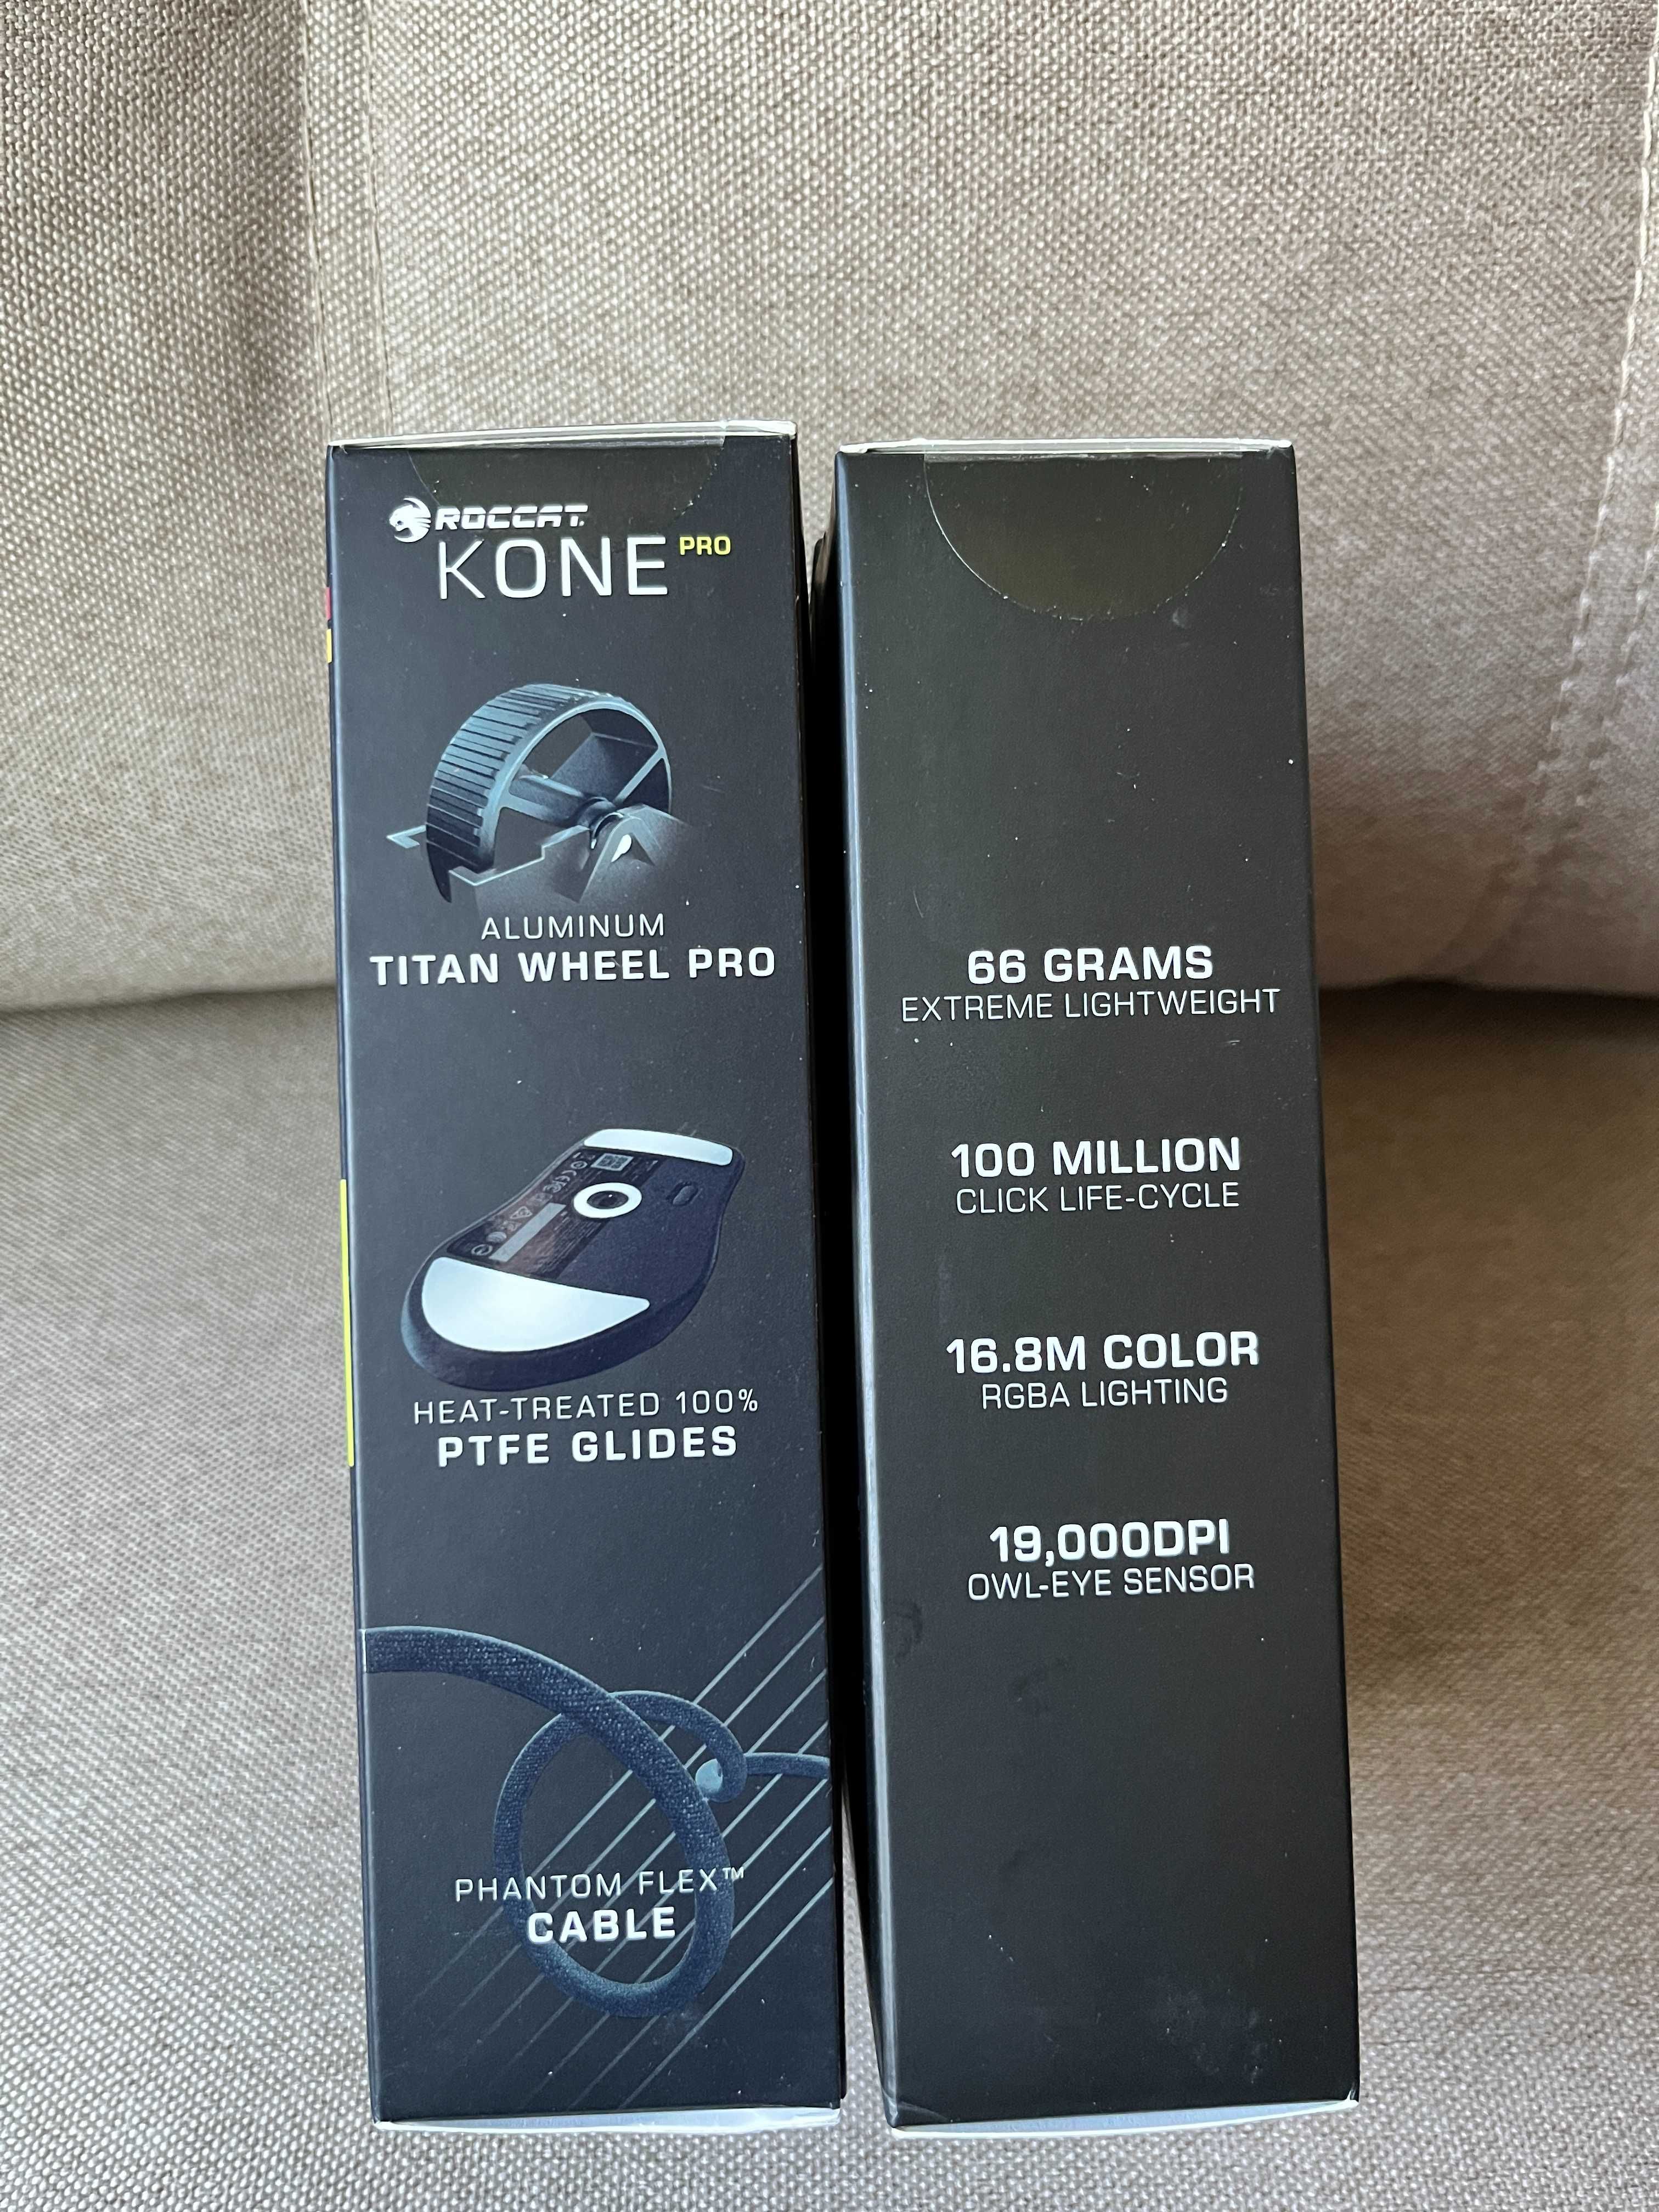 ROCCAT
KONE PRO
ALUMINUM
TITAN WHEEL PRO
HEAT-TREATED 100%
PTFE GLIDES
PHANTOM FLEX™
CABLE
66 GRAMS
EXTREME LIGHTWEIGHT
100 MILLION
CLICK LIFE-CYCLE
16.8M COLOR
RGBA LIGHTING
19,000DPI
OWL-EYE SENSOR